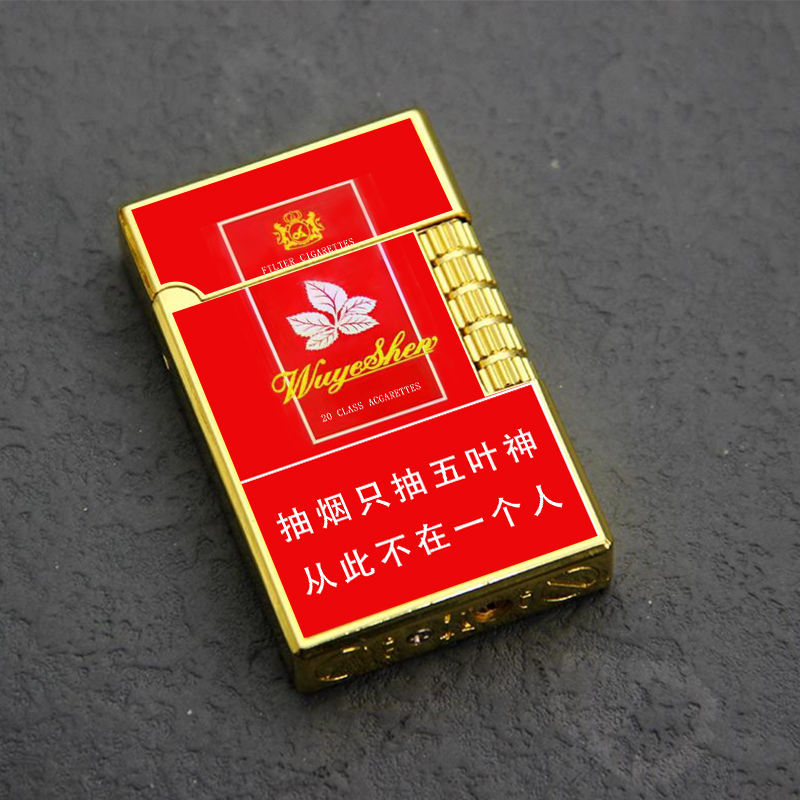 FILTER CIGARETTES
WuyeShen
20 CLASS ACGARETTES
抽烟只抽五叶神
从此不在一个人